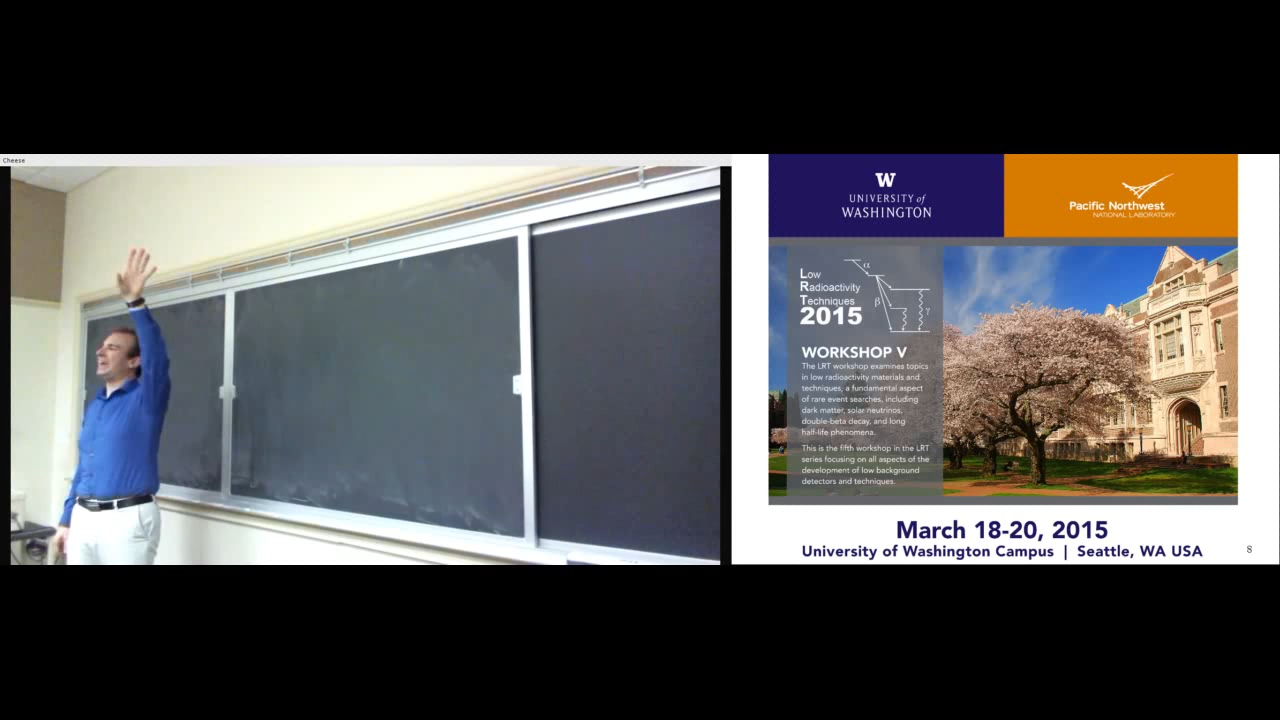 Cheese
W
UNIVERSITY of
WASHINGTON
Pacific Northwest
NATIONAL LABORATORY
Low
Radioactivity
Techniques
2015
α
β
γ
WORKSHOP V
The LRT workshop examines topics
in low radioactivity materials and
techniques, a fundamental aspect
of rare event searches, including
dark matter, solar neutrinos,
double-beta decay, and long
half-life phenomena.
This is the fifth workshop in the LRT
series focusing on all aspects of the
development of low background
detectors and techniques.
March 18-20, 2015
University of Washington Campus | Seattle, WA USA
8